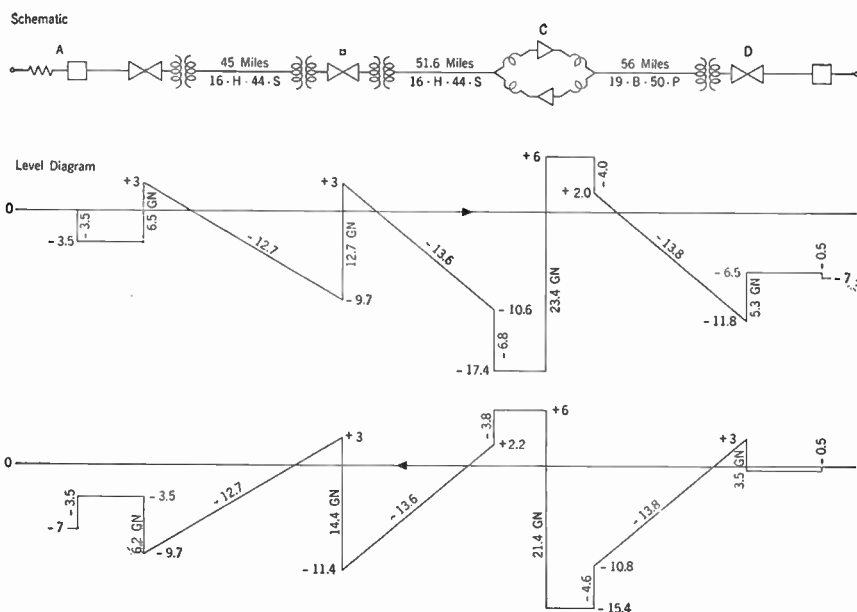 Schematic
A
¤
C
D
45 Miles
16·H·44·S
51.6 Miles
16·H·44·S
56 Miles
19·B·50·P
Level Diagram
0
- 3.5
- 3.5
+3
6.5 GN
- 12.7
+3
12.7 GN
- 9.7
- 13.6
- 10.6
- 6.8
- 17.4
+6
23.4 GN
- 4.0
+ 2.0
- 13.8
- 6.5
- 11.8
5.3 GN
- 0.5
0
- 3.5
- 7
- 3.5
6.2 GN
- 9.7
- 12.7
+3
14.4 GN
- 11.4
- 13.6
- 3.8
+2.2
+6
21.4 GN
- 4.6
- 15.4
- 10.8
- 13.8
+3
3.5 GN
- 0.5